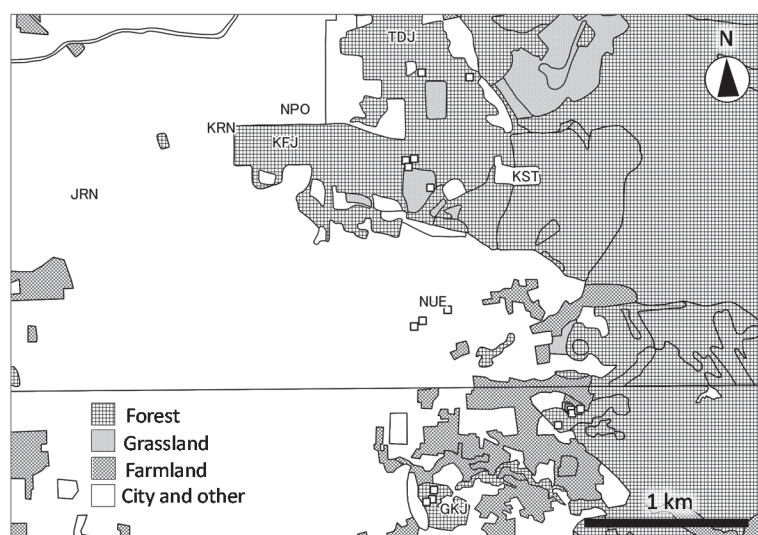 TDJ
N
NPO
KRN
KFJ
KST
JRN
NUE
Forest
Grassland
Farmland
City and other
GKJ
1 km